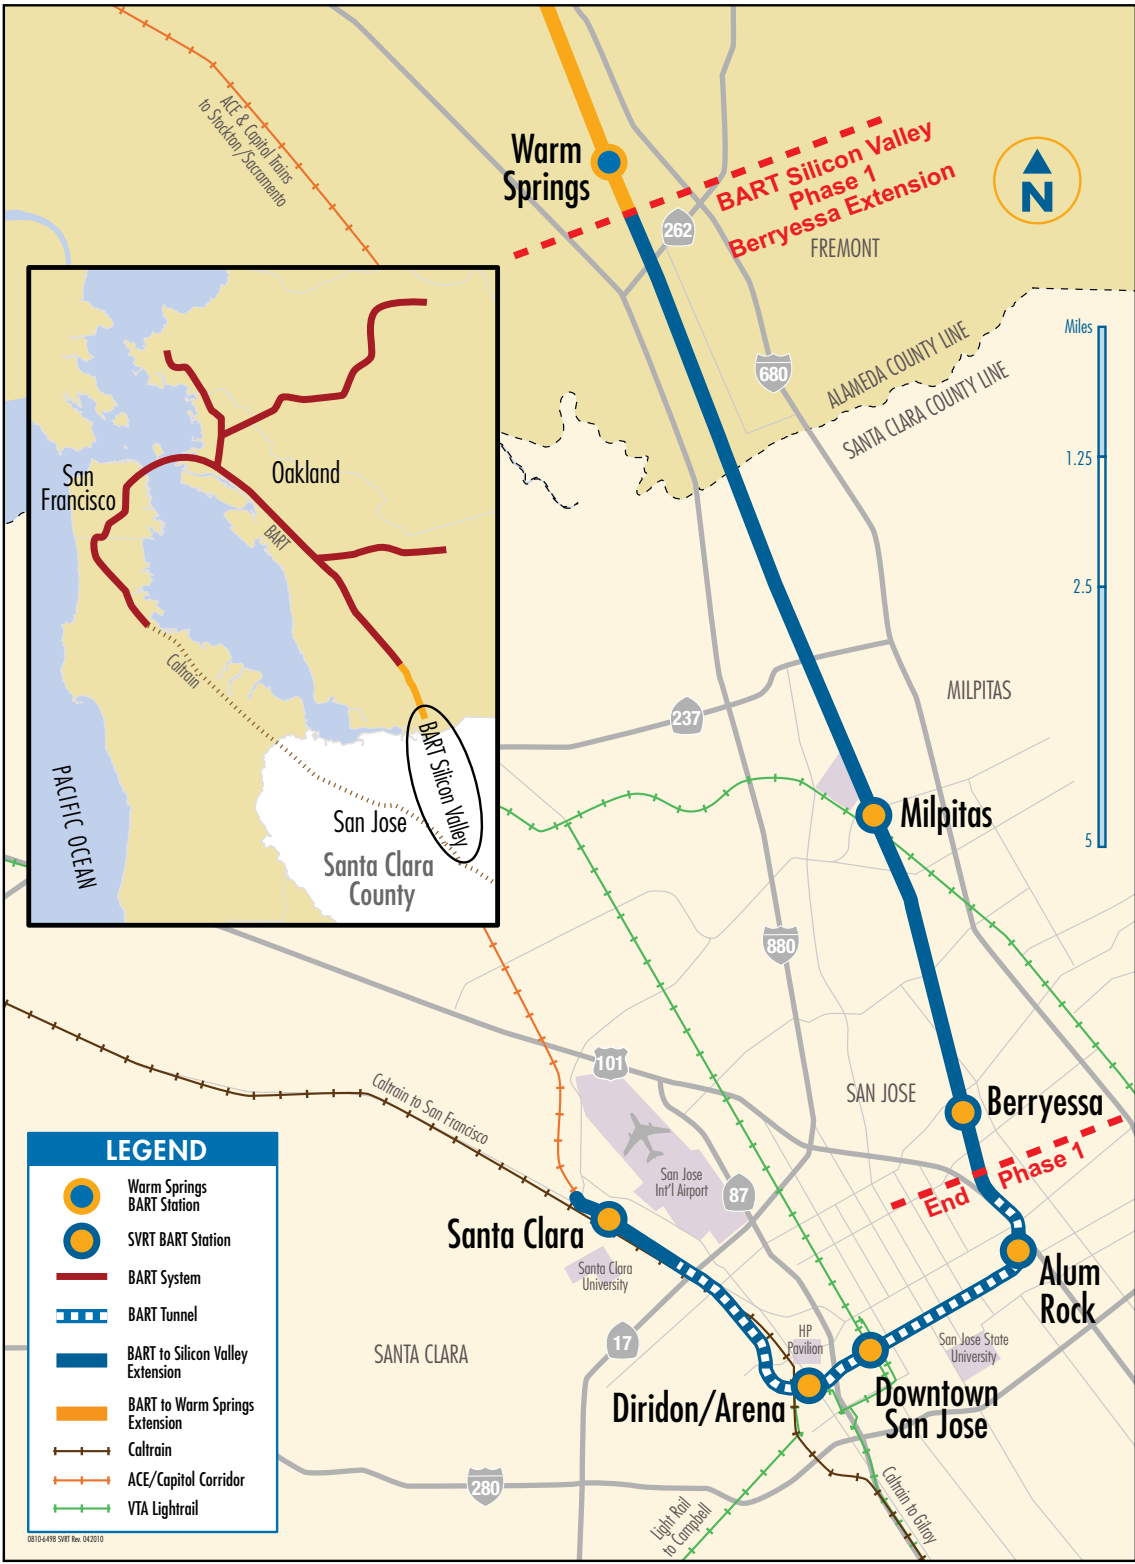 ACE & Capitol Trains
to Stockton/Sacramento
Warm
Springs
BART Silicon Valley
Phase 1
Berryessa Extension
N
262
FREMONT
Miles
1.25
2.5
5
680
ALAMEDA COUNTY LINE
SANTA CLARA COUNTY LINE
San
Francisco
Oakland
BART
Caltrain
PACIFIC OCEAN
BART Silicon Valley
San Jose
Santa Clara
County
237
MILPITAS
Milpitas
880
101
SAN JOSE
Berryessa
End Phase 1
Caltrain to San Francisco
San Jose
Int'l Airport
87
Santa Clara
Santa Clara
University
Alum
Rock
17
HP
Pavilion
San Jose State
University
SANTA CLARA
Diridon/Arena
Downtown
San Jose
280
Light Rail
to Campbell
Caltrain to Gilroy
LEGEND
Warm Springs
BART Station
SVRT BART Station
BART System
BART Tunnel
BART to Silicon Valley
Extension
BART to Warm Springs
Extension
Caltrain
ACE/Capitol Corridor
VTA Lightrail
0810-6498 SVRT Rev. 042010